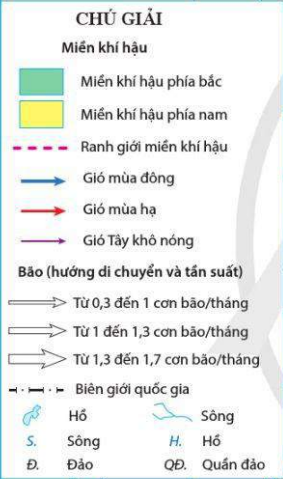 CHÚ GIẢI
Miền khí hậu
Miền khí hậu phía bắc
Miền khí hậu phía nam
Ranh giới miền khí hậu
Gió mùa đông
Gió mùa hạ
Gió Tây khô nóng
Bão (hướng di chuyển và tần suất)
Từ 0,3 đến 1 cơn bão/tháng
Từ 1 đến 1,3 cơn bão/tháng
Từ 1,3 đến 1,7 cơn bão/tháng
Biên giới quốc gia
Hồ Sông
S. Sông H. Hồ
Đ. Đảo QĐ. Quần đảo